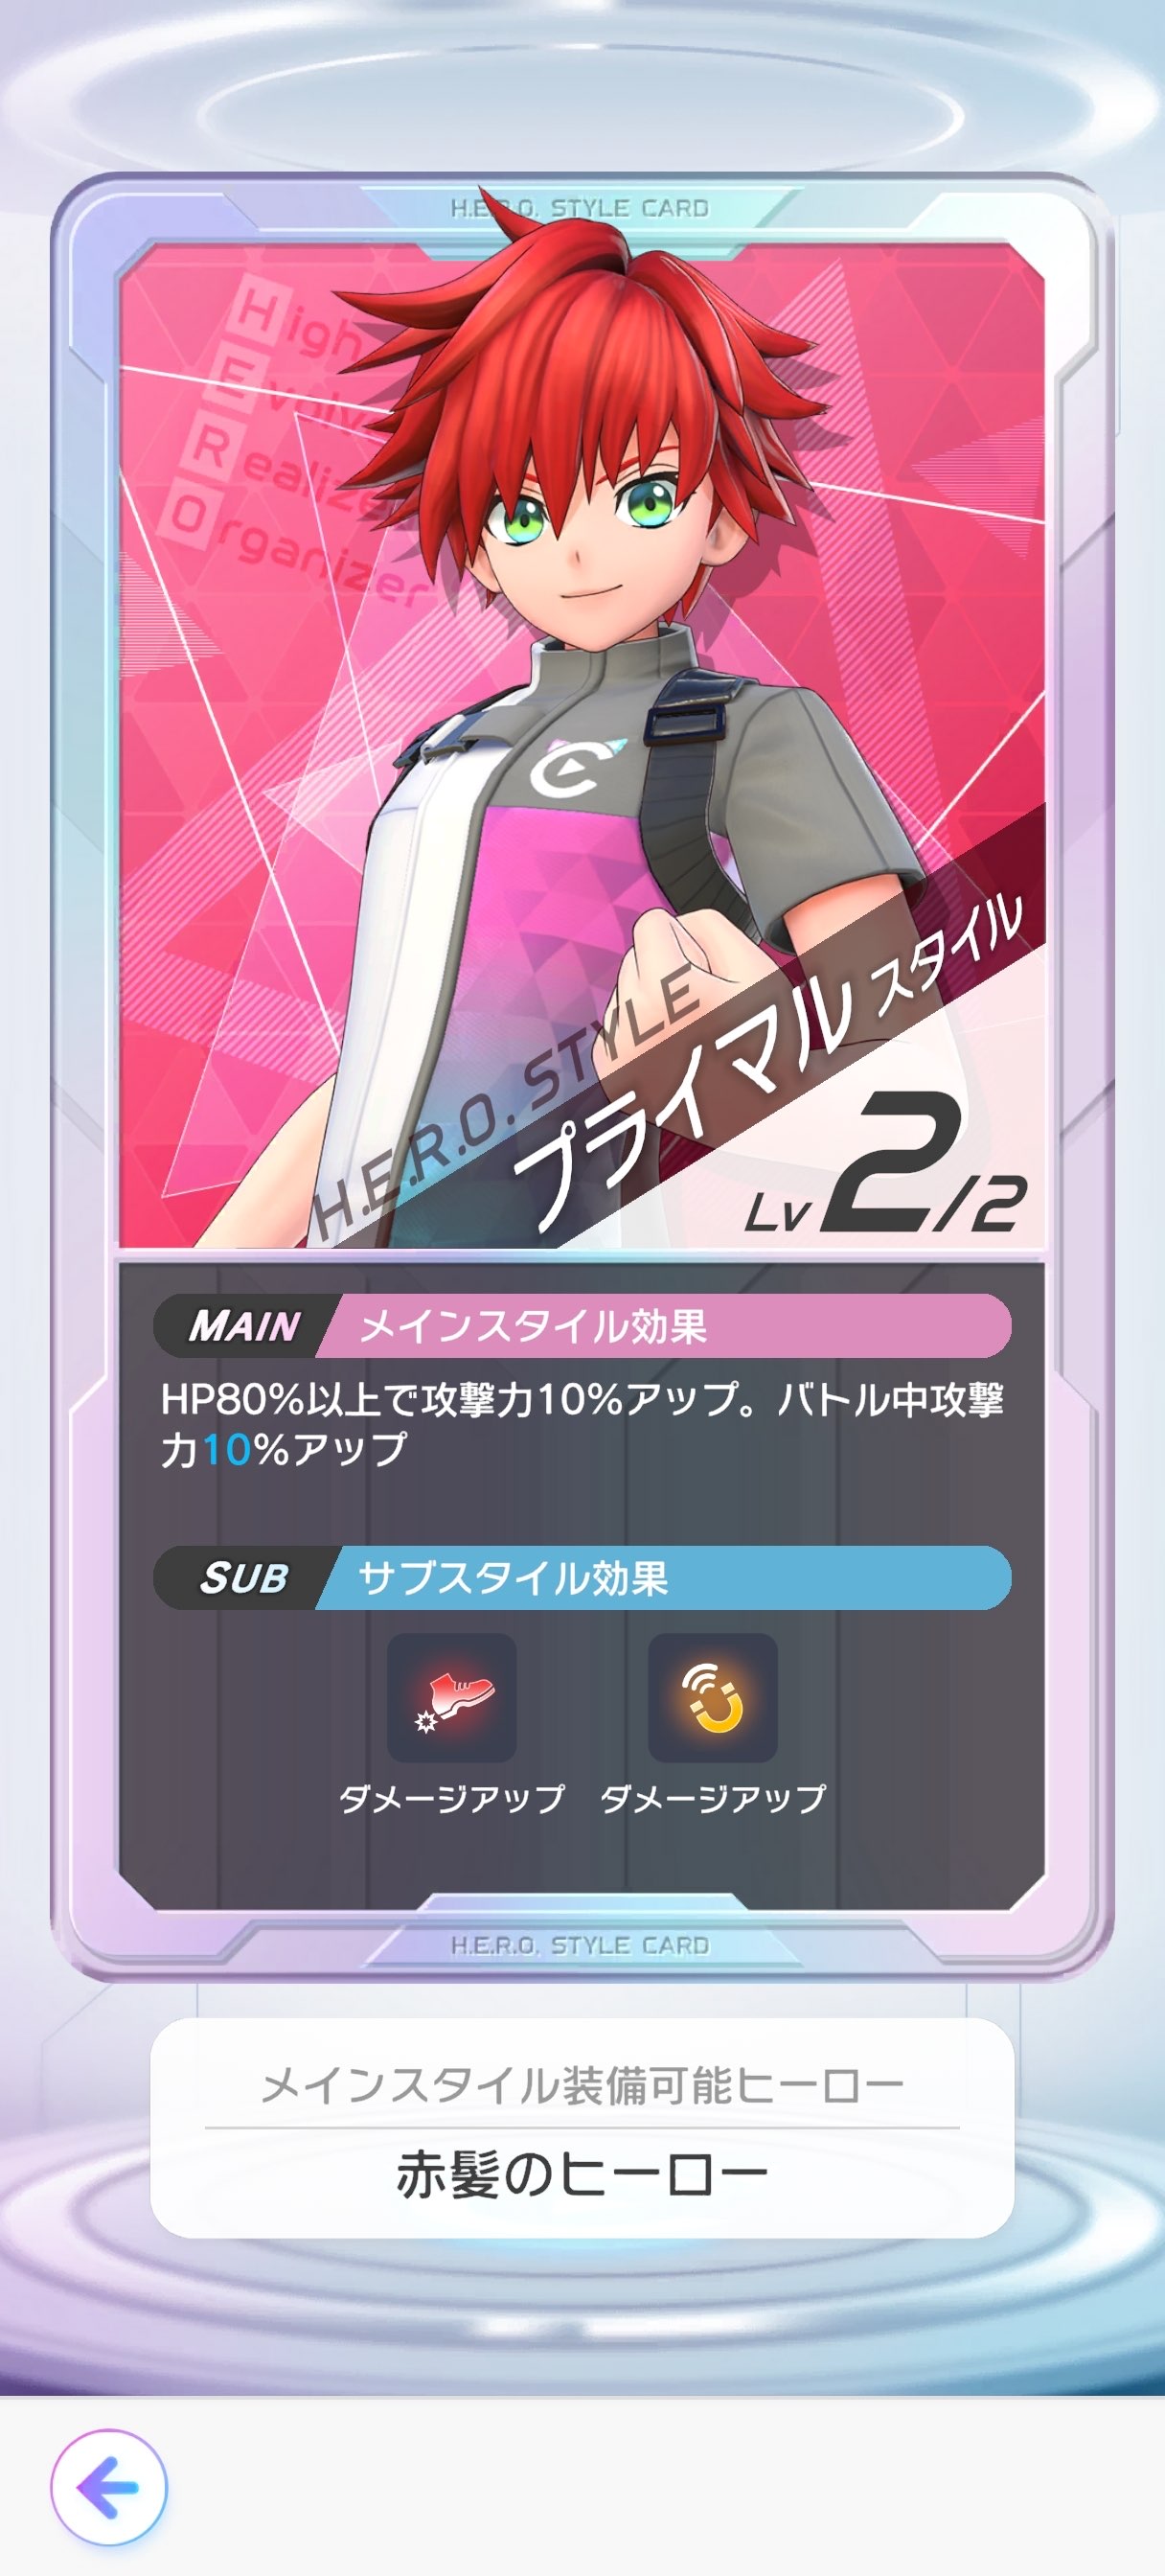 H.E.R.O. STYLE CARD
High
Evolve
Realize
Organizer
H.E.R.O. STYLE
プライマルスタイル
Lv 2/2
MAIN メインスタイル効果
HP80%以上で攻撃力10%アップ。バトル中攻撃
力10%アップ
SUB サブスタイル効果
ダメージアップ ダメージアップ
H.E.R.O. STYLE CARD
メインスタイル装備可能ヒーロー
赤髪のヒーロー